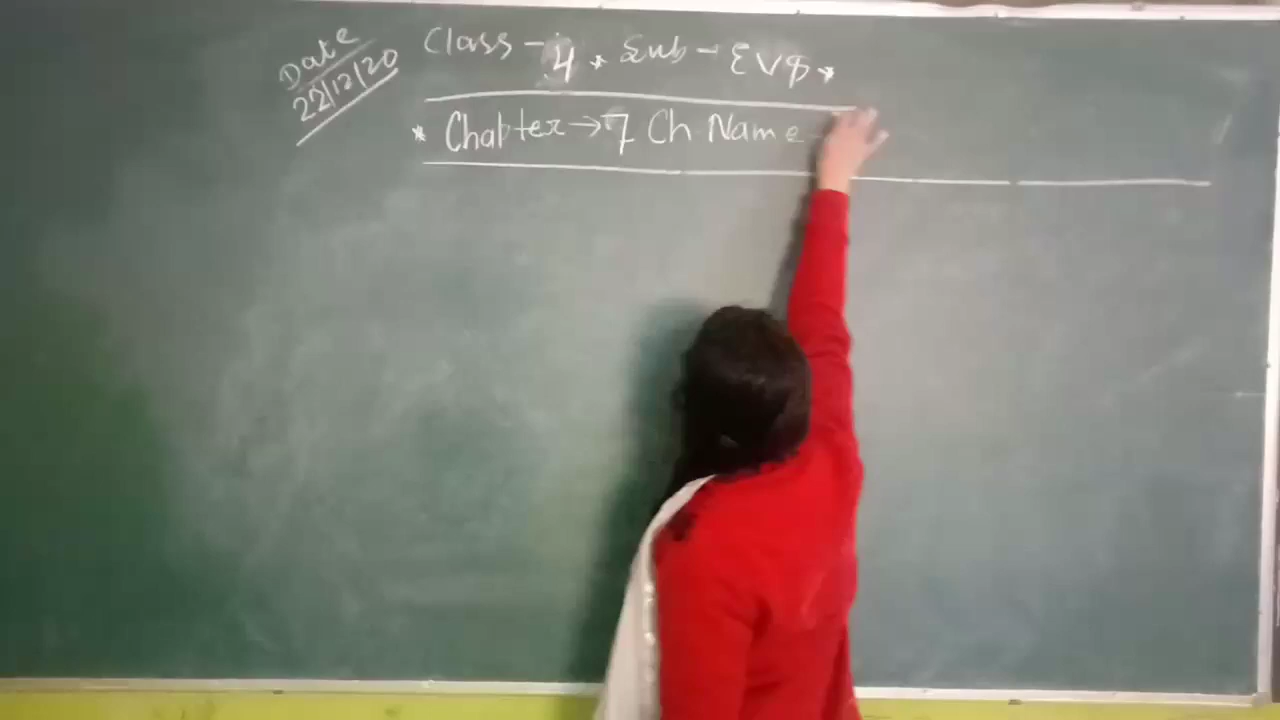 Date
22/12/20
Class - 4 * Sub - EVS *
* Chapter → 7 Ch Name